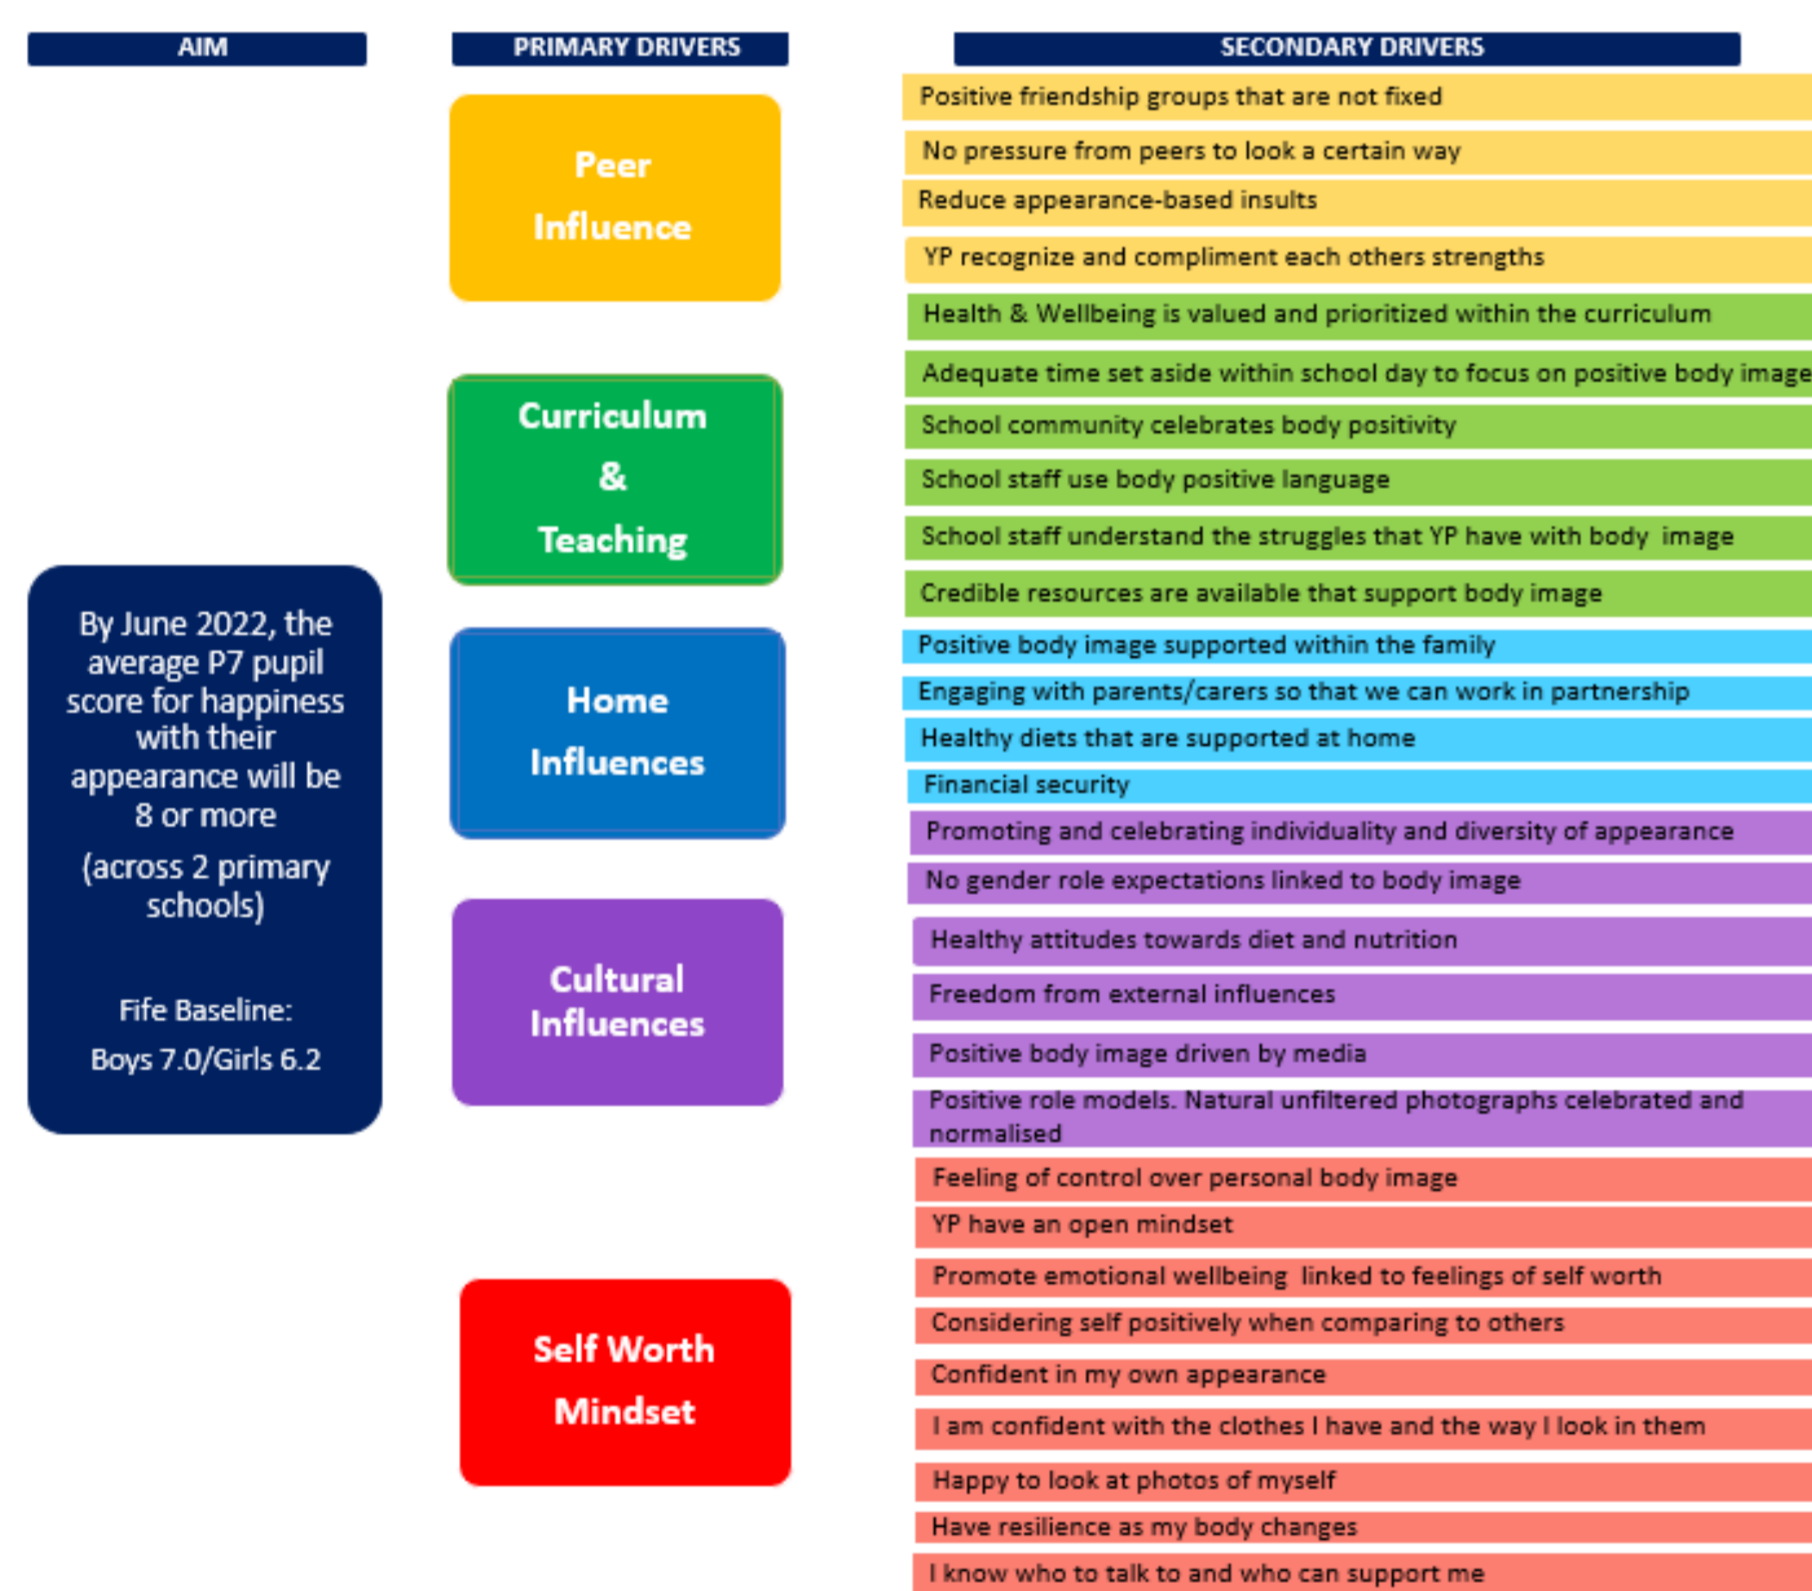 AIM
PRIMARY DRIVERS
SECONDARY DRIVERS
By June 2022, the
average P7 pupil
score for happiness
with their
appearance will be
8 or more
(across 2 primary
schools)
Fife Baseline:
Boys 7.0/Girls 6.2
Peer
Influence
Curriculum
&
Teaching
Home
Influences
Cultural
Influences
Self Worth
Mindset
Positive friendship groups that are not fixed
No pressure from peers to look a certain way
Reduce appearance-based insults
YP recognize and compliment each others strengths
Health & Wellbeing is valued and prioritized within the curriculum
Adequate time set aside within school day to focus on positive body image
School community celebrates body positivity
School staff use body positive language
School staff understand the struggles that YP have with body  image
Credible resources are available that support body image
Positive body image supported within the family
Engaging with parents/carers so that we can work in partnership
Healthy diets that are supported at home
Financial security
Promoting and celebrating individuality and diversity of appearance
No gender role expectations linked to body image
Healthy attitudes towards diet and nutrition
Freedom from external influences
Positive body image driven by media
Positive role models. Natural unfiltered photographs celebrated and
normalised
Feeling of control over personal body image
YP have an open mindset
Promote emotional wellbeing  linked to feelings of self worth
Considering self positively when comparing to others
Confident in my own appearance
I am confident with the clothes I have and the way I look in them
Happy to look at photos of myself
Have resilience as my body changes
I know who to talk to and who can support me